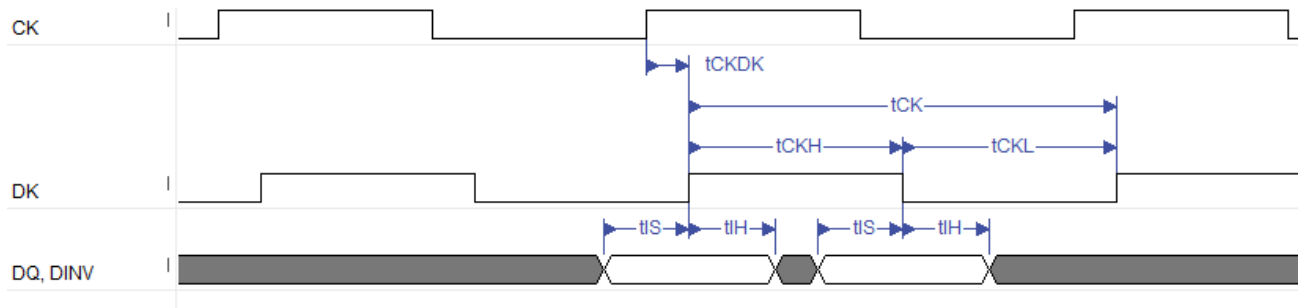 CK
tCKDK
tCK
tCKH tCKL
DK
tIS tIH tIS tIH
DQ, DINV